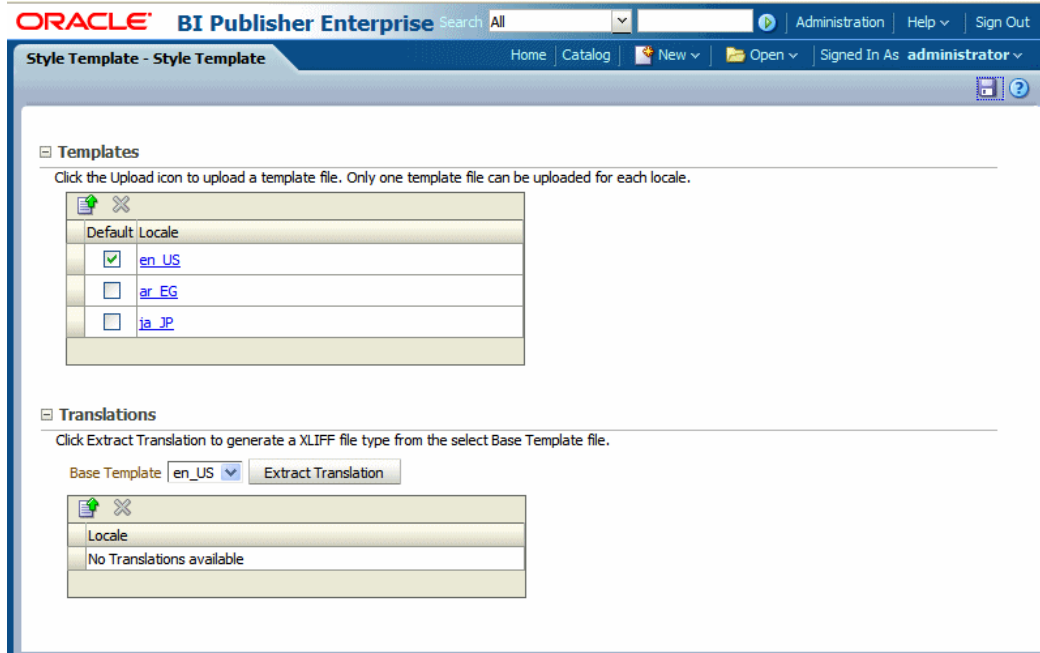 ORACLE BI Publisher Enterprise Search All Administration Help Sign Out
Style Template - Style Template Home Catalog New Open Signed In As administrator
Templates
Click the Upload icon to upload a template file. Only one template file can be uploaded for each locale.
Default Locale
en_US
ar_EG
ja_JP
Translations
Click Extract Translation to generate a XLIFF file type from the select Base Template file.
Base Template en_US Extract Translation
Locale
No Translations available